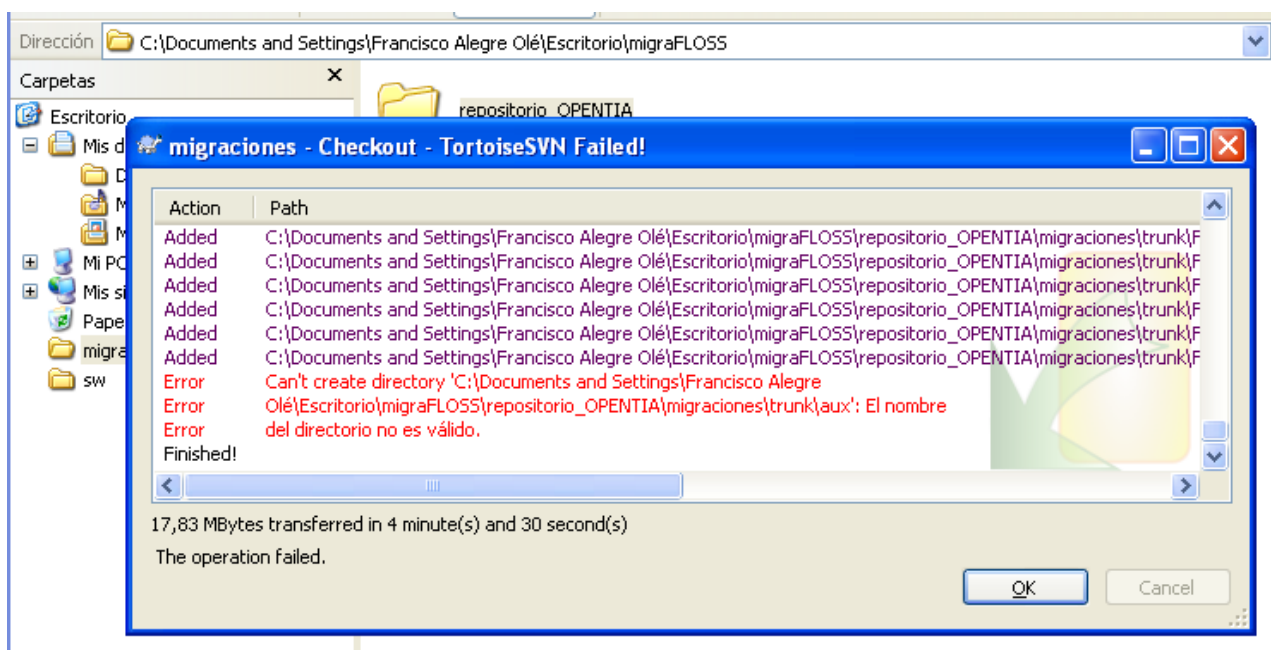 Dirección C:\Documents and Settings\Francisco Alegre Olé\Escritorio\migraFLOSS
Carpetas x
Escritorio
repositorio_OPENTIA
Mis d
migraciones - Checkout - TortoiseSVN Failed!
Action Path
Added C:\Documents and Settings\Francisco Alegre Olé\Escritorio\migraFLOSS\repositorio_OPENTIA\migraciones\trunk\F
Added C:\Documents and Settings\Francisco Alegre Olé\Escritorio\migraFLOSS\repositorio_OPENTIA\migraciones\trunk\F
Mi PC
Added C:\Documents and Settings\Francisco Alegre Olé\Escritorio\migraFLOSS\repositorio_OPENTIA\migraciones\trunk\F
Mis si
Added C:\Documents and Settings\Francisco Alegre Olé\Escritorio\migraFLOSS\repositorio_OPENTIA\migraciones\trunk\F
Pape
Added C:\Documents and Settings\Francisco Alegre Olé\Escritorio\migraFLOSS\repositorio_OPENTIA\migraciones\trunk\F
migra
Added C:\Documents and Settings\Francisco Alegre Olé\Escritorio\migraFLOSS\repositorio_OPENTIA\migraciones\trunk\F
sw
Error Can't create directory 'C:\Documents and Settings\Francisco Alegre
Error Olé\Escritorio\migraFLOSS\repositorio_OPENTIA\migraciones\trunk\aux': El nombre
Error del directorio no es válido.
Finished!
17,83 MBytes transferred in 4 minute(s) and 30 second(s)
The operation failed.
OK Cancel